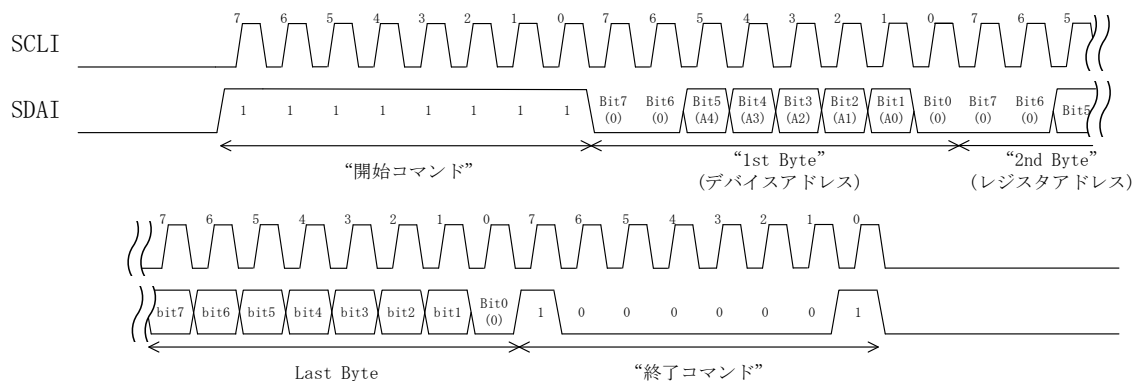 7 6 5 4 3 2 1 0 7 6 5 4 3 2 1 0 7 6 5
SCLI
SDAI 1 1 1 1 1 1 1 1 Bit7 Bit6 Bit5 Bit4 Bit3 Bit2 Bit1 Bit0 Bit7 Bit6 Bit5
(0) (0) (A4) (A3) (A2) (A1) (A0) (0) (0) (0)
“開始コマンド” “1st Byte” “2nd Byte”
(デバイスアドレス) (レジスタアドレス)
7 6 5 4 3 2 1 0 7 6 5 4 3 2 1 0
bit7 bit6 bit5 bit4 bit3 bit2 bit1 Bit0 1 0 0 0 0 0 0 1
(0)
Last Byte “終了コマンド”